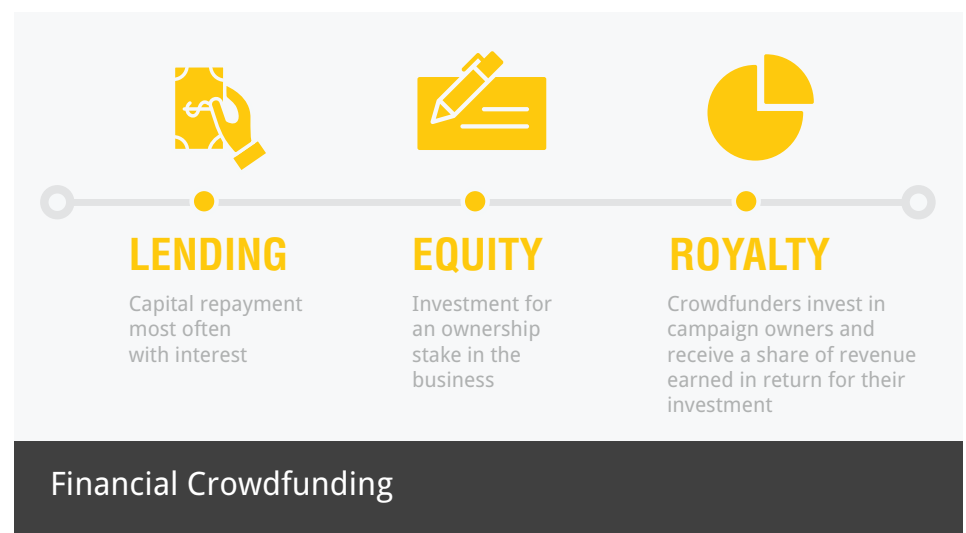 LENDING
Capital repayment
most often
with interest
EQUITY
Investment for
an ownership
stake in the
business
ROYALTY
Crowdfunders invest in
campaign owners and
receive a share of revenue
earned in return for their
investment
Financial Crowdfunding